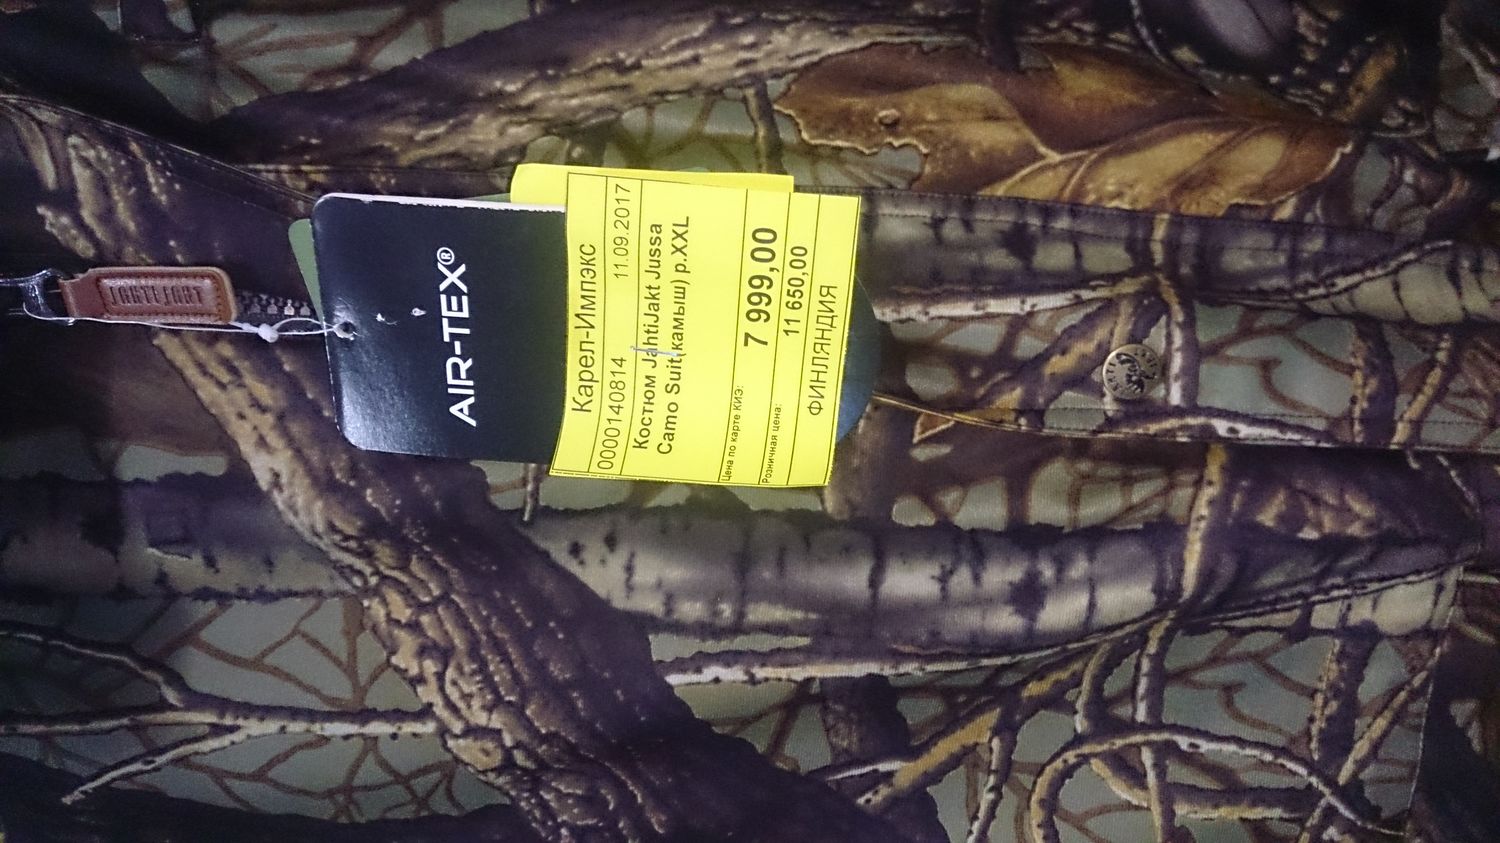 JAHTIJAKT
AIR-TEX®
Карел-Импэкс
0000140814 11.09.2017
Костюм JahtiJakt Jussa
Camo Suit(камыш) р.XXL
Цена по карте КИЭ: 7 999,00
Розничная цена: 11 650,00
ФИНЛЯНДИЯ